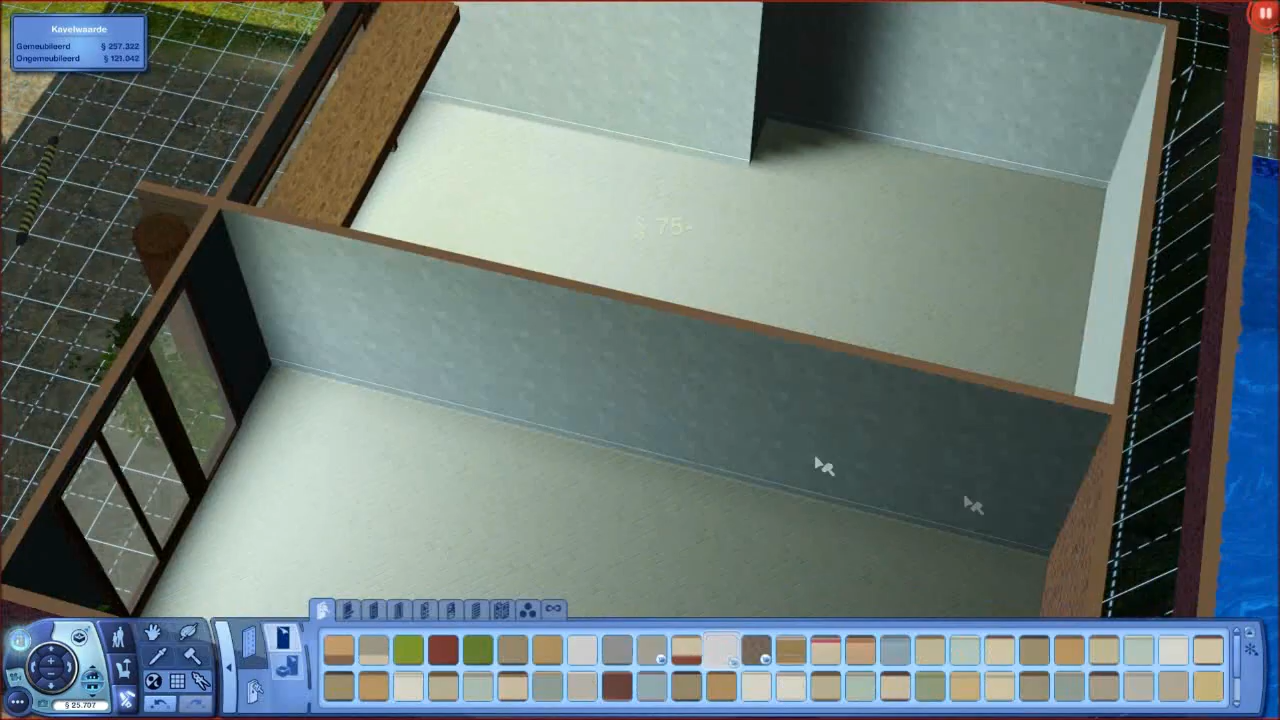 Kavelwaarde
Gemeubileerd § 257.322
Ongemeubileerd § 121.042
§ 75-
§ 25.707